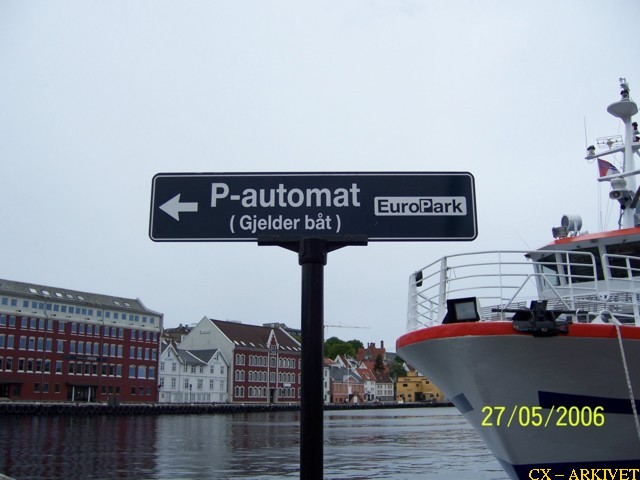 P-automat
(Gjelder båt)
EuroPark
27/05/2006
CX – ARKIVET